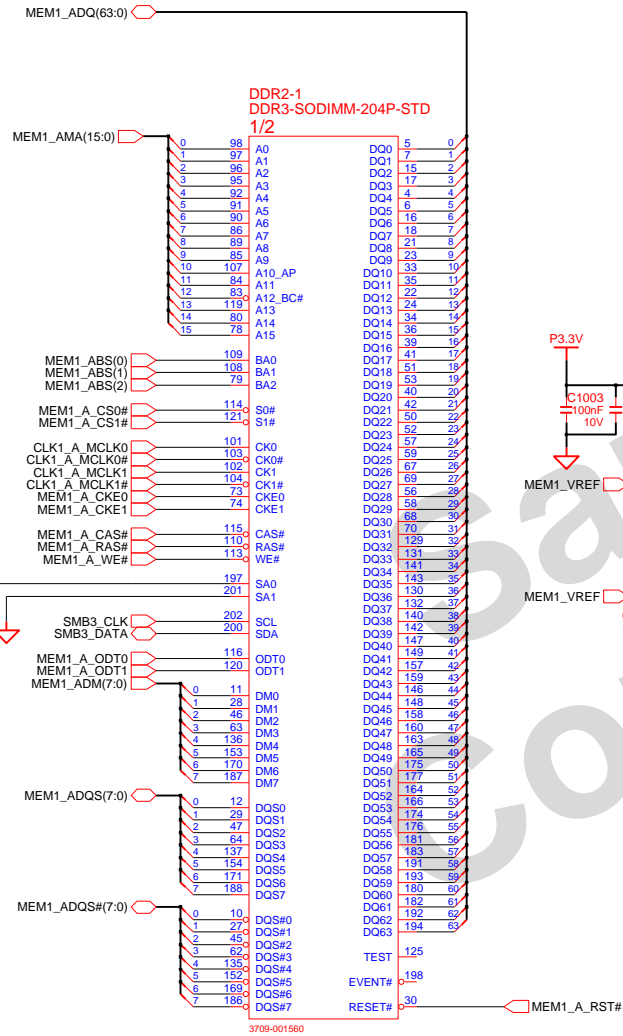 MEM1_ADQ(63:0)
DDR2-1
DDR3-SODIMM-204P-STD
1/2
MEM1_AMA(15:0)
0 98 A0
1 97 A1
2 96 A2
3 95 A3
4 92 A4
5 91 A5
6 90 A6
7 86 A7
8 89 A8
9 85 A9
10 107 A10_AP
11 84 A11
12 83 A12_BC#
13 119 A13
14 80 A14
15 78 A15
MEM1_ABS(0) 109 BA0
MEM1_ABS(1) 108 BA1
MEM1_ABS(2) 79 BA2
MEM1_A_CS0# 114 S0#
MEM1_A_CS1# 121 S1#
CLK1_A_MCLK0 101 CK0
CLK1_A_MCLK0# 103 CK0#
CLK1_A_MCLK1 102 CK1
CLK1_A_MCLK1# 104 CK1#
MEM1_A_CKE0 73 CKE0
MEM1_A_CKE1 74 CKE1
MEM1_A_CAS# 115 CAS#
MEM1_A_RAS# 110 RAS#
MEM1_A_WE# 113 WE#
197 SA0
201 SA1
SMB3_CLK 202 SCL
SMB3_DATA 200 SDA
MEM1_A_ODT0 116 ODT0
MEM1_A_ODT1 120 ODT1
MEM1_ADM(7:0)
0 11 DM0
1 28 DM1
2 46 DM2
3 63 DM3
4 136 DM4
5 153 DM5
6 170 DM6
7 187 DM7
MEM1_ADQS(7:0)
0 12 DQS0
1 29 DQS1
2 47 DQS2
3 64 DQS3
4 137 DQS4
5 154 DQS5
6 171 DQS6
7 188 DQS7
MEM1_ADQS#(7:0)
0 10 DQS#0
1 27 DQS#1
2 45 DQS#2
3 62 DQS#3
4 135 DQS#4
5 152 DQS#5
6 169 DQS#6
7 186 DQS#7
DQ0 5 0
DQ1 7 1
DQ2 15 2
DQ3 17 3
DQ4 4 4
DQ5 6 5
DQ6 16 6
DQ7 18 7
DQ8 21 8
DQ9 23 9
DQ10 33 10
DQ11 35 11
DQ12 22 12
DQ13 24 13
DQ14 34 14
DQ15 36 15
DQ16 39 16
DQ17 41 17
DQ18 51 18
DQ19 53 19
DQ20 40 20
DQ21 42 21
DQ22 50 22
DQ23 52 23
DQ24 57 24
DQ25 59 25
DQ26 67 26
DQ27 69 27
DQ28 56 28
DQ29 58 29
DQ30 68 30
DQ31 70 31
DQ32 129 32
DQ33 131 33
DQ34 141 34
DQ35 143 35
DQ36 130 36
DQ37 132 37
DQ38 140 38
DQ39 142 39
DQ40 147 40
DQ41 149 41
DQ42 157 42
DQ43 159 43
DQ44 146 44
DQ45 148 45
DQ46 158 46
DQ47 160 47
DQ48 163 48
DQ49 165 49
DQ50 175 50
DQ51 177 51
DQ52 164 52
DQ53 166 53
DQ54 174 54
DQ55 176 55
DQ56 181 56
DQ57 183 57
DQ58 191 58
DQ59 193 59
DQ60 180 60
DQ61 182 61
DQ62 192 62
DQ63 194 63
TEST 125
EVENT# 198
RESET# 30 MEM1_A_RST#
3709-001560
P3.3V
C1003
100nF
10V
MEM1_VREF
MEM1_VREF